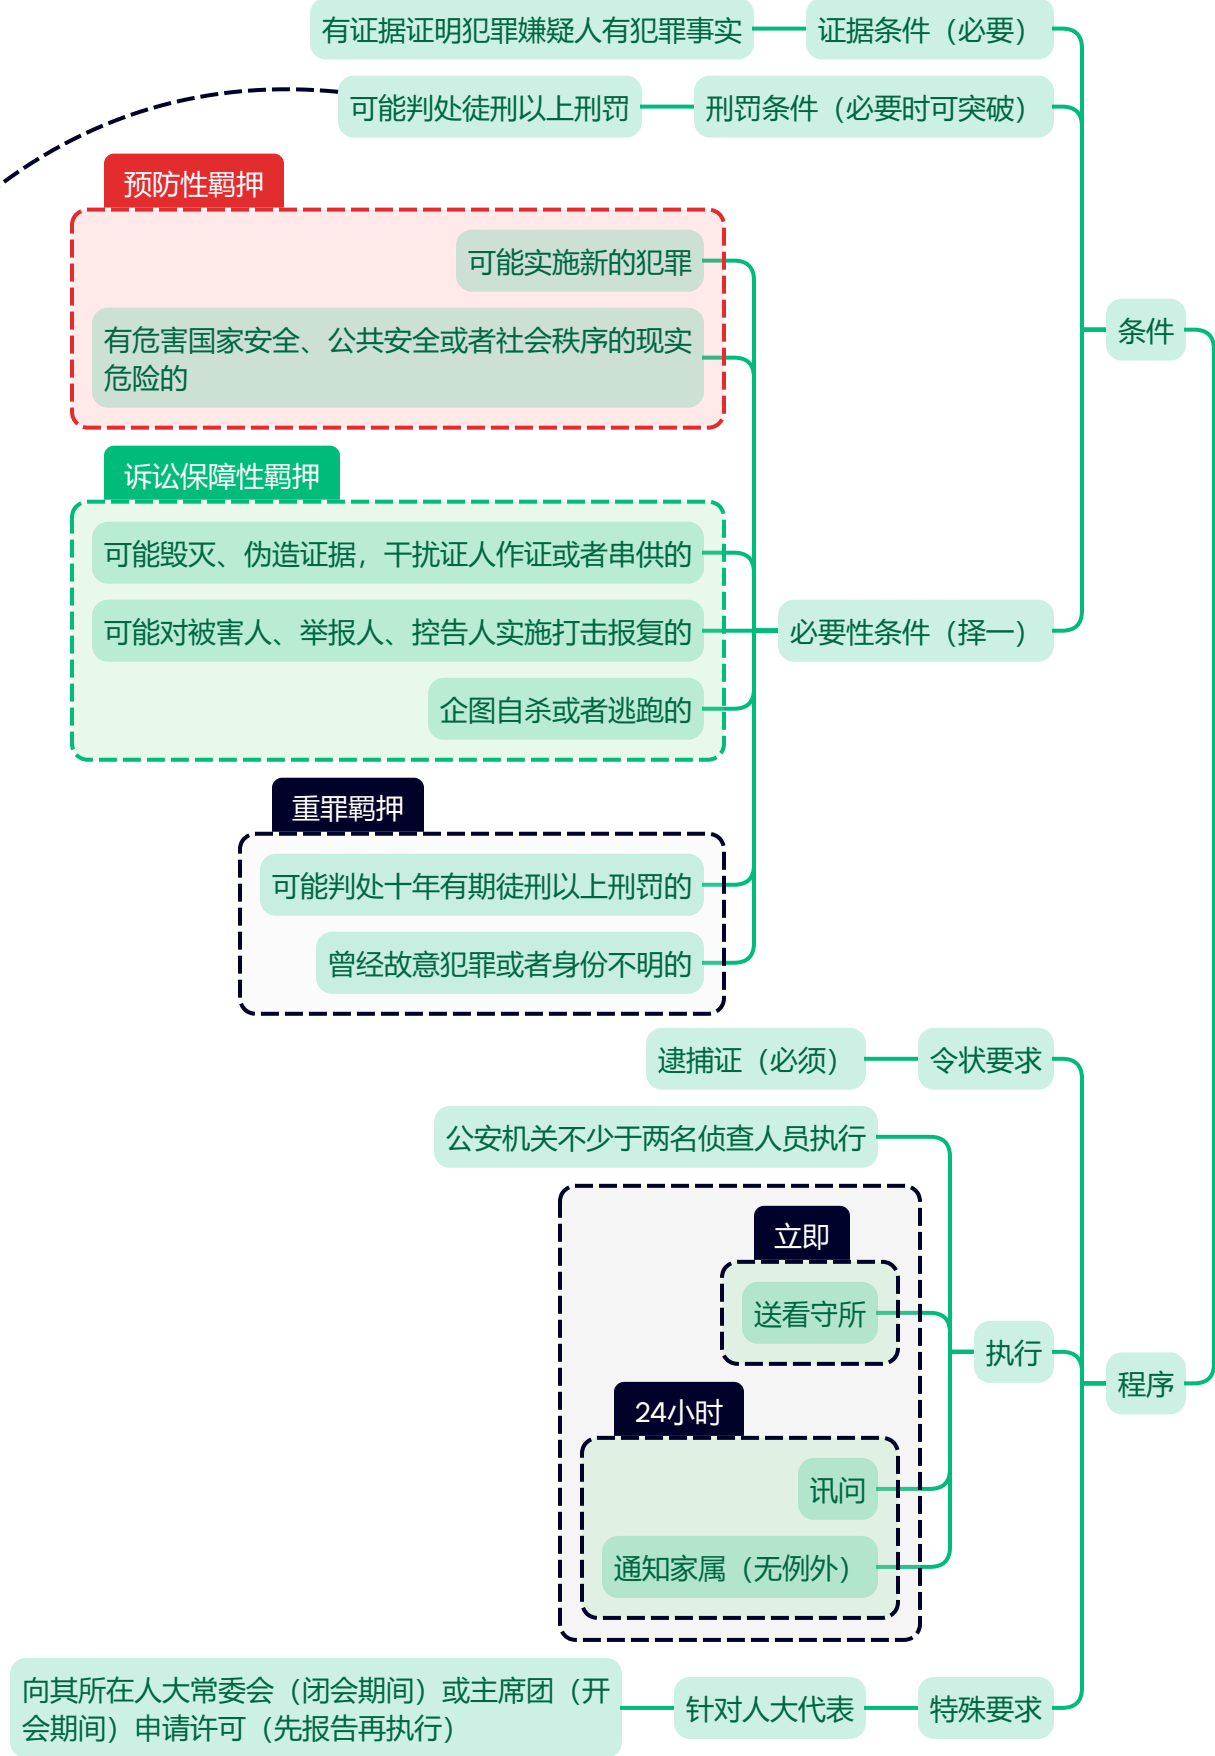 有证据证明犯罪嫌疑人有犯罪事实
证据条件（必要）
可能判处徒刑以上刑罚
刑罚条件（必要时可突破）
预防性羁押
可能实施新的犯罪
有危害国家安全、公共安全或者社会秩序的现实
危险的
条件
诉讼保障性羁押
可能毁灭、伪造证据，干扰证人作证或者串供的
可能对被害人、举报人、控告人实施打击报复的
必要性条件（择一）
企图自杀或者逃跑的
重罪羁押
可能判处十年有期徒刑以上刑罚的
曾经故意犯罪或者身份不明的
逮捕证（必须）
令状要求
公安机关不少于两名侦查人员执行
立即
送看守所
执行
程序
24小时
讯问
通知家属（无例外）
向其所在人大常委会（闭会期间）或主席团（开
会期间）申请许可（先报告再执行）
针对人大代表
特殊要求